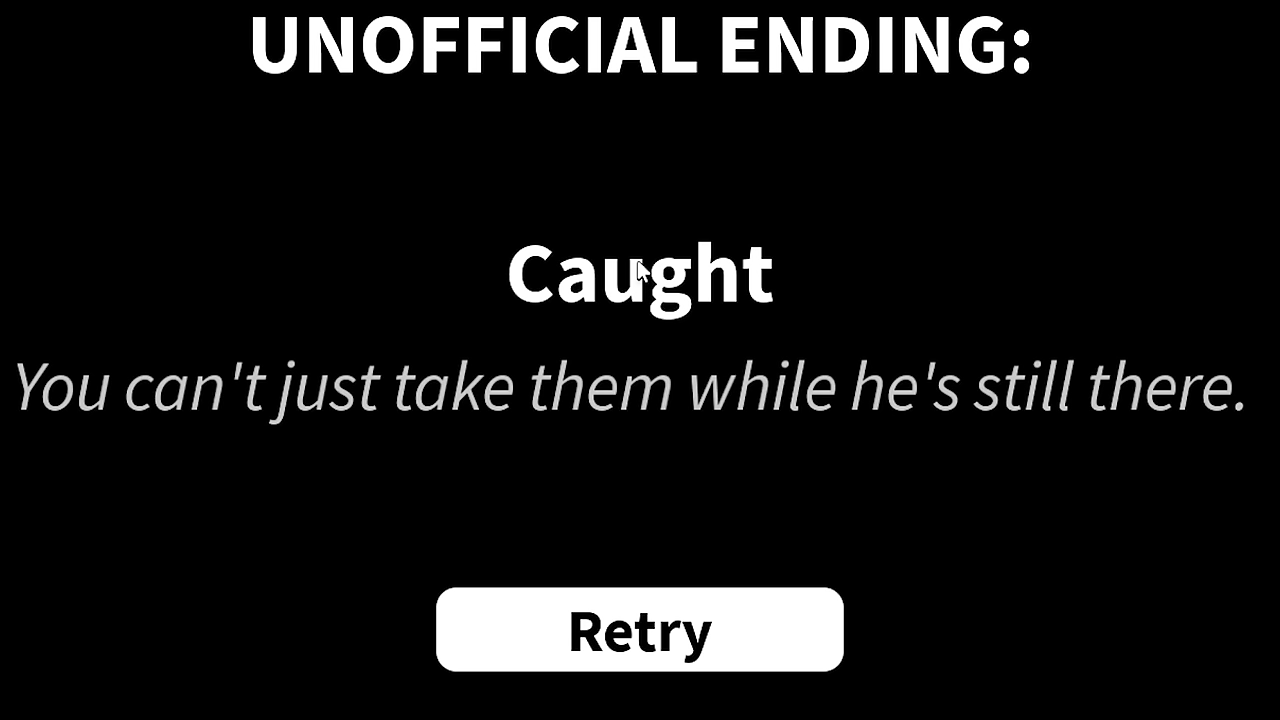 UNOFFICIAL ENDING:
Caught
You can't just take them while he's still there.
Retry